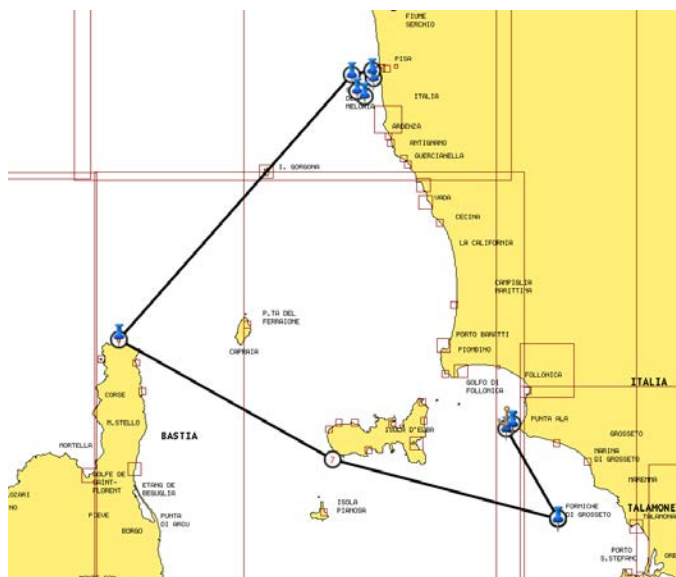 FIUME
SERCHIO
PISA
ITALIA
MELORIA
ARDENZA
ANTIGNANO
QUERCIANELLA
I. GORGONA
VADA
CECINA
LA CALIFORNIA
CAMPIGLIA
MARITTIMA
P.TA DEL
FERRAIONE
CAPRAIA
PORTO BARATTI
PIOMBINO
GOLFO DI
FOLLONICA
FOLLONICA
ITALIA
CORSE
M.STELLO
BASTIA
ISOLA D'ELBA
PUNTA ALA
GROSSETO
MARINA
DI GROSSETO
MORTELLA
GOLFE DE
SAINT-
FLORENT
ETANG DE
BEGUGLIA
7
MAREMMA
ISOLA
PIANOSA
PIEVE
PUNTA
DI ARCU
BORGO
FORMICHE
DI GROSSETO
TALAMONE
TALAMONA
PORTO
S.STEFANO